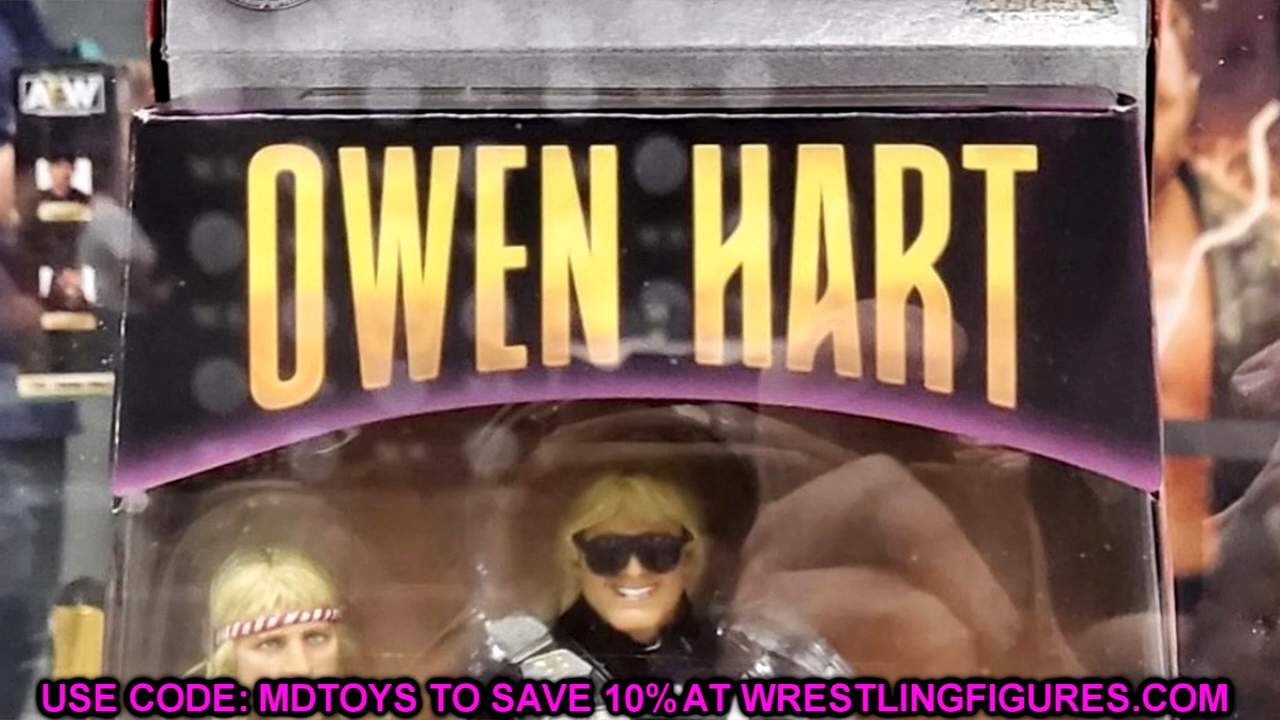 AEW
OWEN HART
USE CODE: MDTOYS TO SAVE 10% AT WRESTLINGFIGURES.COM